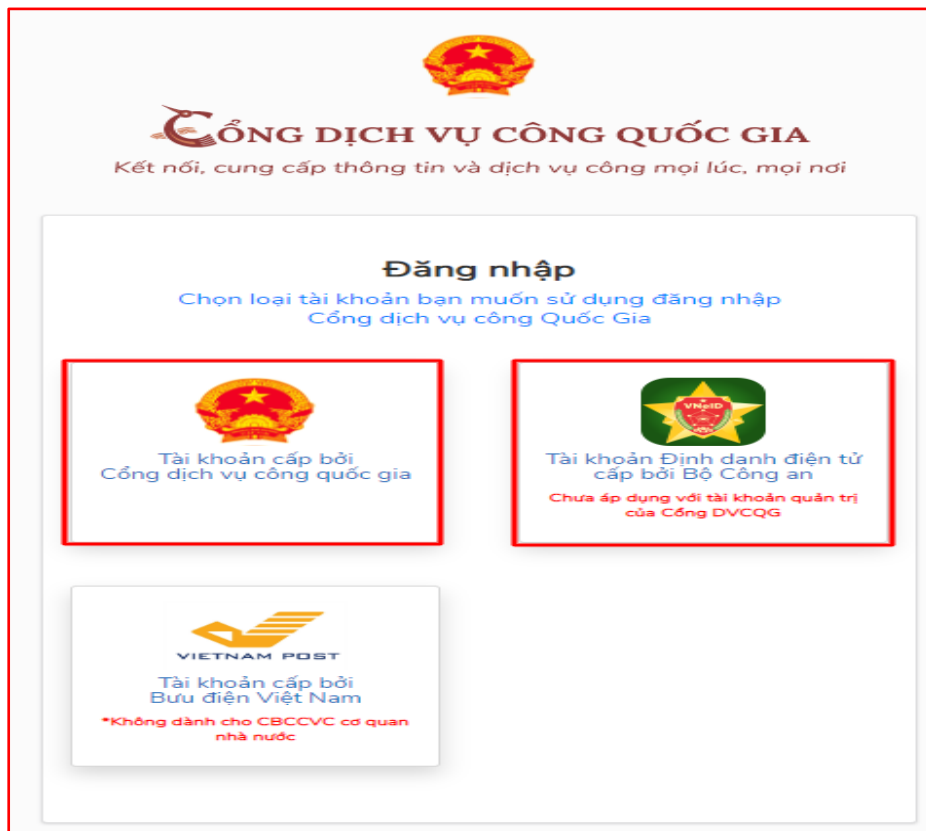 CỔNG DỊCH VỤ CÔNG QUỐC GIA
Kết nối, cung cấp thông tin và dịch vụ công mọi lúc, mọi nơi
Đăng nhập
Chọn loại tài khoản bạn muốn sử dụng đăng nhập
Cổng dịch vụ công Quốc Gia
Tài khoản cấp bởi
Cổng dịch vụ công quốc gia
VNeID
Tài khoản Định danh điện tử
cấp bởi Bộ Công an
Chưa áp dụng với tài khoản quản trị
của Cổng DVCQG
VIETNAM POST
Tài khoản cấp bởi
Bưu điện Việt Nam
*Không dành cho CBCCVC cơ quan
nhà nước